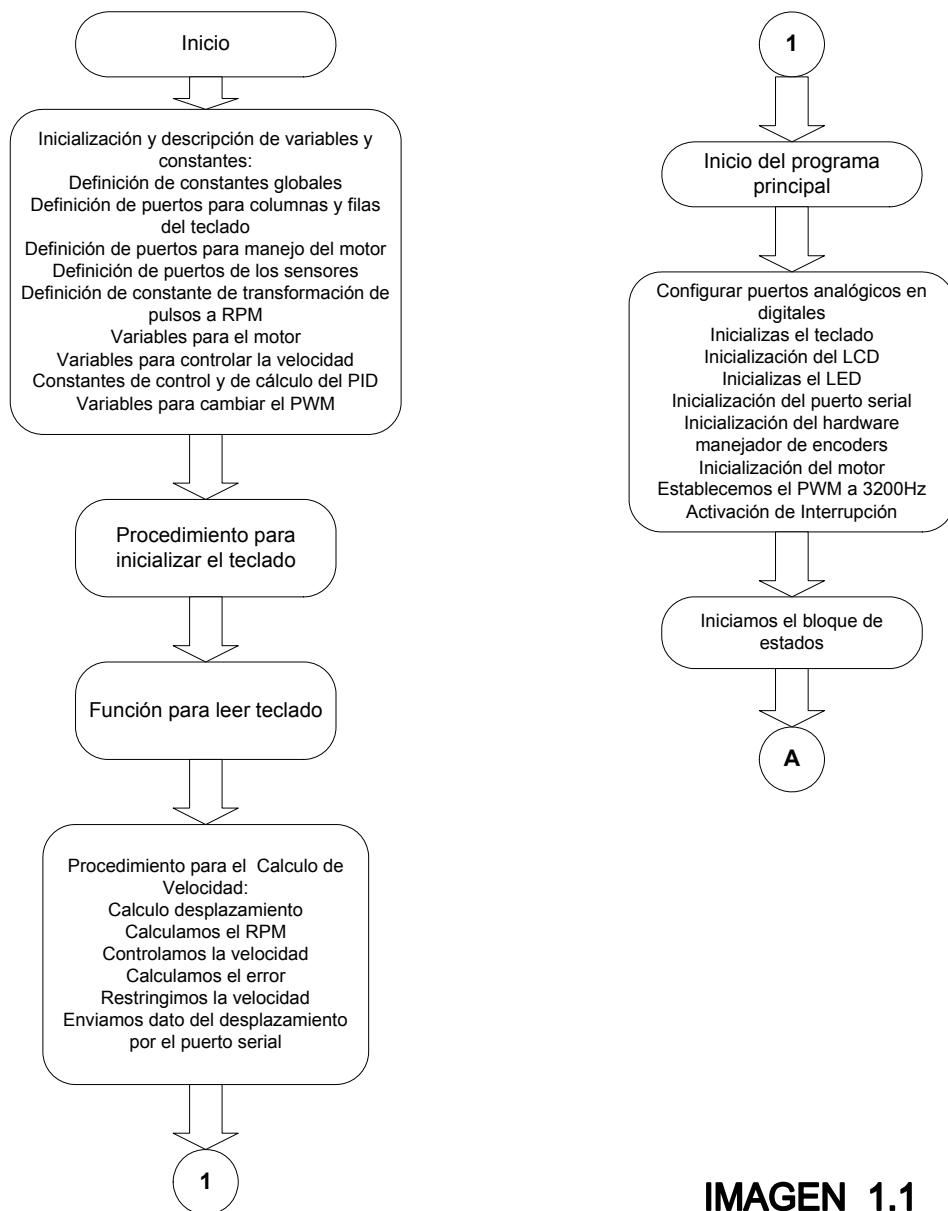 Inicio
Inicialización y descripción de variables y
constantes:
Definición de constantes globales
Definición de puertos para columnas y filas
del teclado
Definición de puertos para manejo del motor
Definición de puertos de los sensores
Definición de constante de transformación de
pulsos a RPM
Variables para el motor
Variables para controlar la velocidad
Constantes de control y de cálculo del PID
Variables para cambiar el PWM
Procedimiento para
inicializar el teclado
Función para leer teclado
Procedimiento para el Calculo de
Velocidad:
Calculo desplazamiento
Calculamos el RPM
Controlamos la velocidad
Calculamos el error
Restringimos la velocidad
Enviamos dato del desplazamiento
por el puerto serial
1
1
Inicio del programa
principal
Configurar puertos analógicos en
digitales
Inicializas el teclado
Inicialización del LCD
Inicializas el LED
Inicialización del puerto serial
Inicialización del hardware
manejador de encoders
Inicialización del motor
Establecemos el PWM a 3200Hz
Activación de Interrupción
Iniciamos el bloque de
estados
A
IMAGEN 1.1